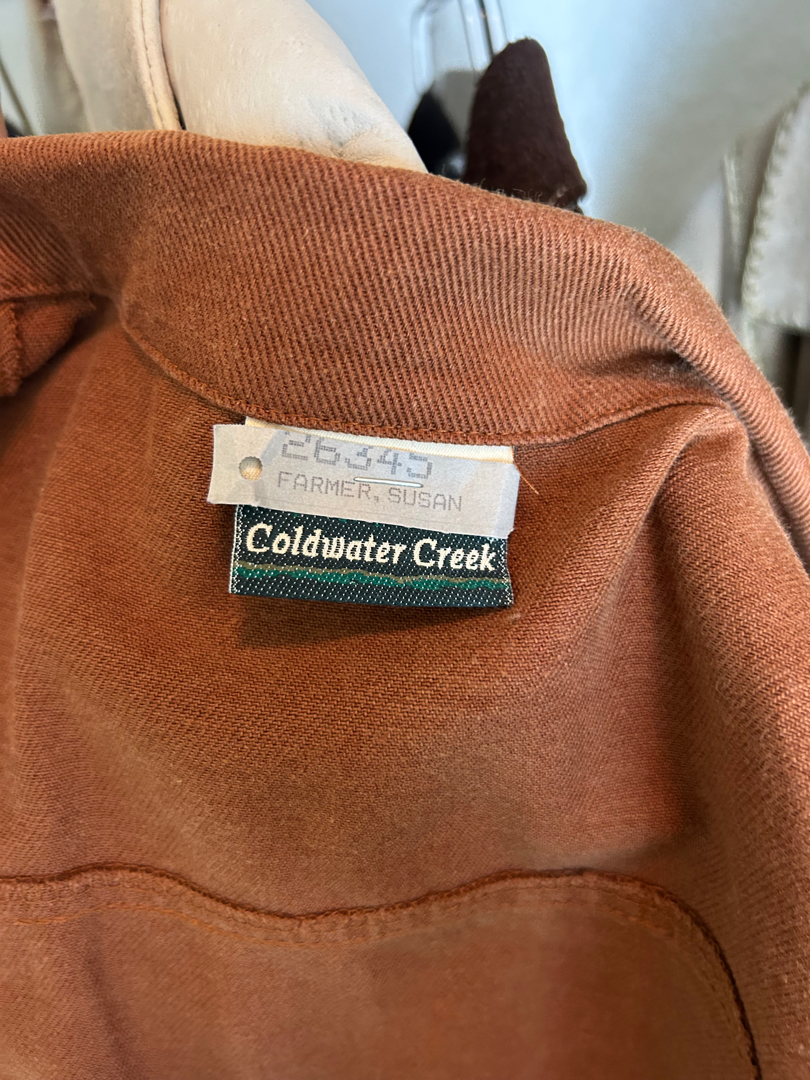 26345
FARMER, SUSAN
Coldwater Creek